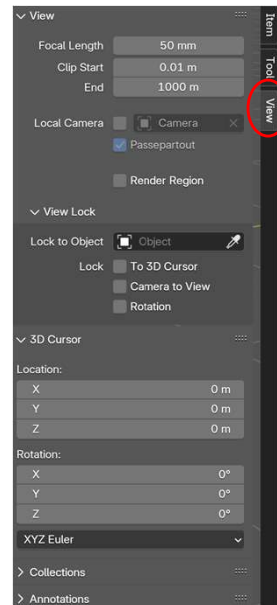 View
Focal Length 50 mm
Clip Start 0.01 m
End 1000 m
Local Camera Camera
Passepartout
Render Region
View Lock
Lock to Object Object
Lock To 3D Cursor
Camera to View
Rotation
3D Cursor
Location:
X 0 m
Y 0 m
Z 0 m
Rotation:
X 0°
Y 0°
Z 0°
XYZ Euler
Collections
Annotations
Item
Tool
View